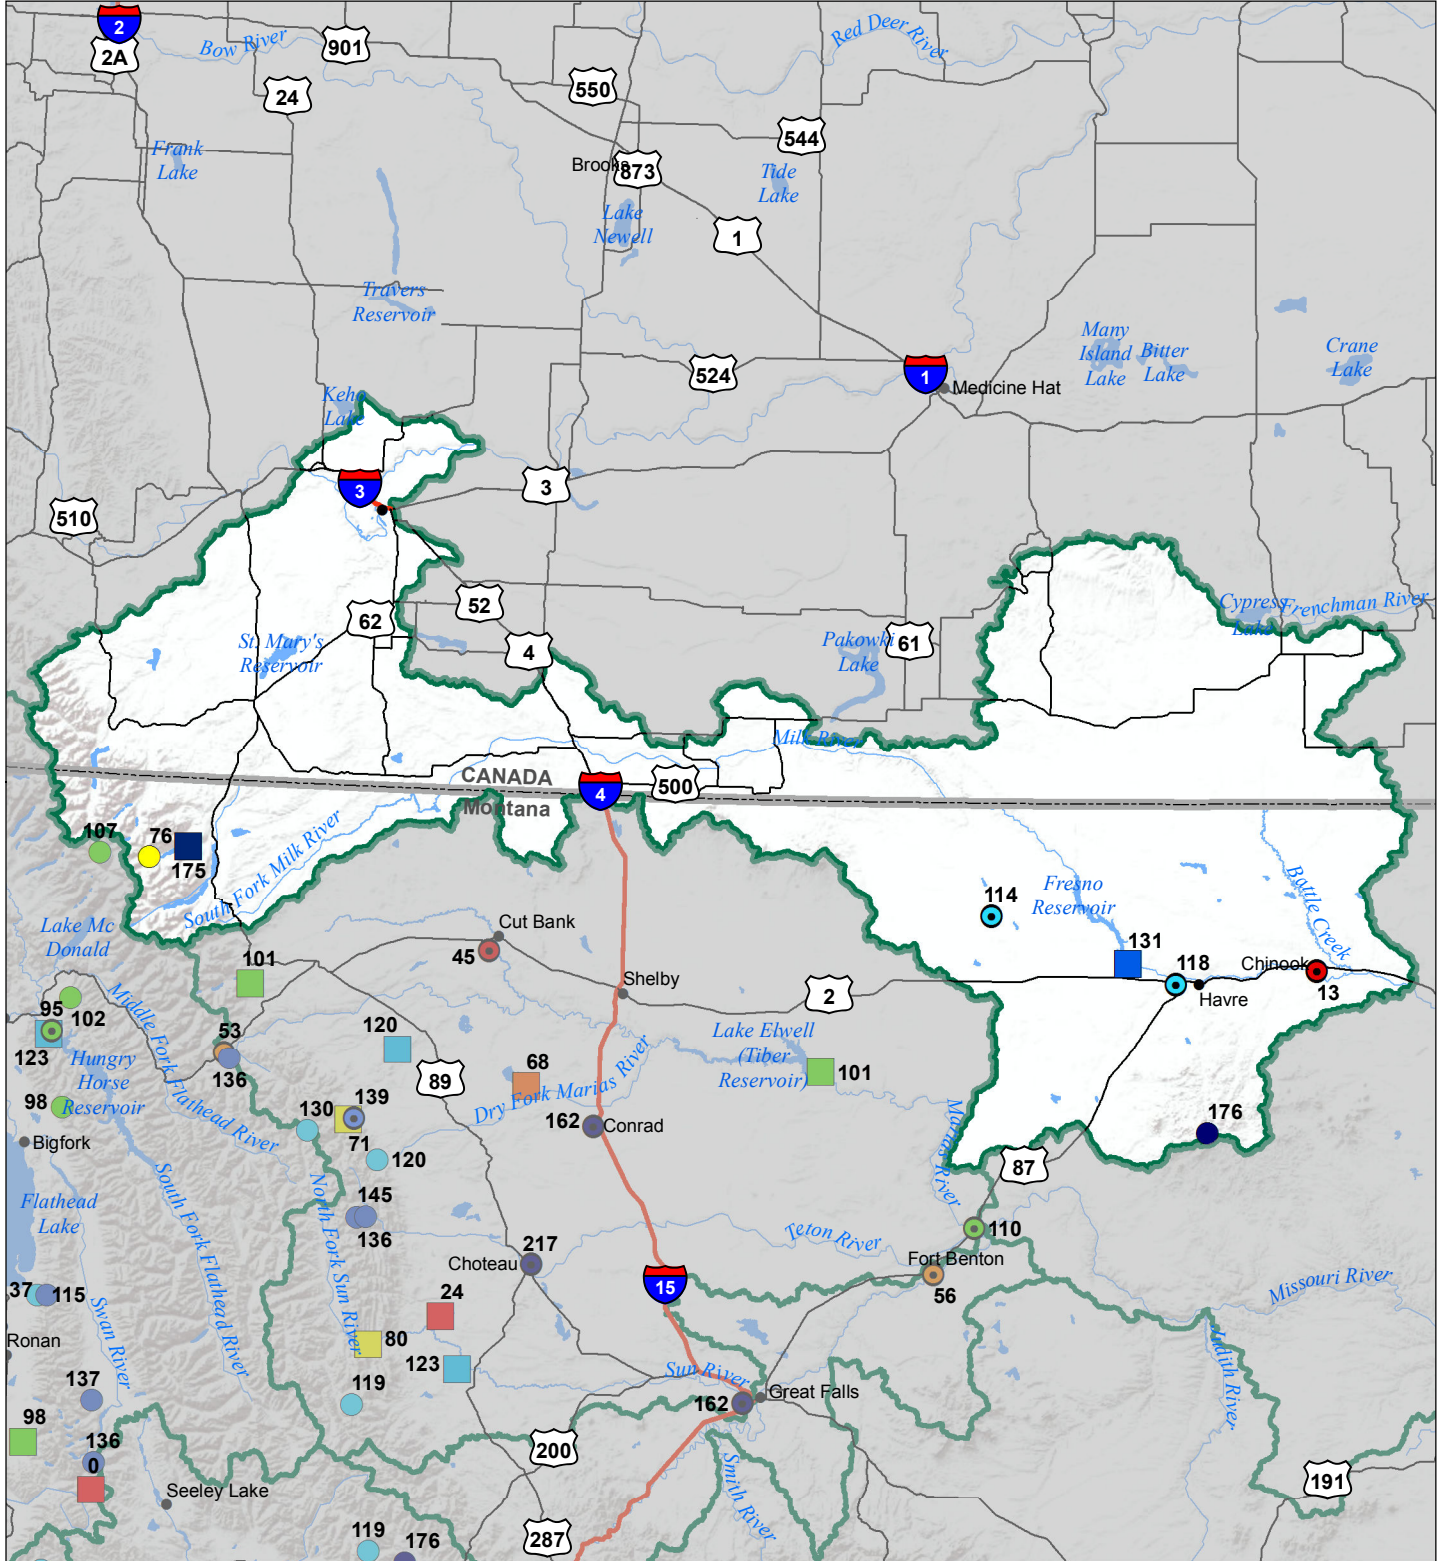 2
2A
Bow River
901
24
550
Red Deer River
544
Frank
Lake
Brooks
873
Tide
Lake
Lake
Newell
1
Travers
Reservoir
524
1
Medicine Hat
Many
Island
Lake
Bitter
Lake
Crane
Lake
Keho
Lake
3
3
510
62
52
4
St. Mary's
Reservoir
Pakowki
Lake
61
Cypress
Lake
Frenchman River
Milk River
CANADA
Montana
4
500
107
76
175
South Fork Milk River
Lake Mc
Donald
114
Fresno
Reservoir
Battle Creek
Cut Bank
45
101
131
118
Chinook
13
Havre
Shelby
2
95
102
123
Middle Fork Flathead River
53
136
120
89
68
Lake Elwell
(Tiber
Reservoir)
101
Hungry
Horse
Reservoir
98
Bigfork
Dry Fork Marias River
162
Conrad
130
139
71
120
Marias River
176
87
Flathead
Lake
South Fork Flathead River
North Fork Sun River
145
136
Teton River
110
Fort Benton
56
Choteau
217
15
Missouri River
37
115
Swan River
24
Ronan
80
123
Sun River
Judith River
137
119
162
Great Falls
98
136
0
200
Smith River
191
Seeley Lake
119
176
287